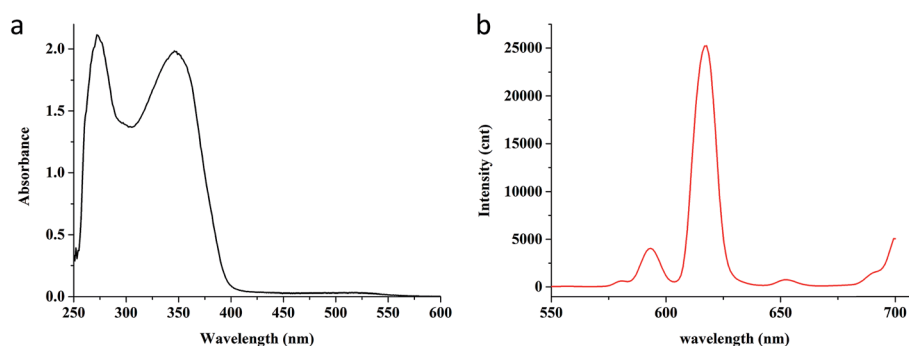 a
2.0
1.5
1.0
0.5
0.0
Absorbance
250 300 350 400 450 500 550 600
Wavelength (nm)
b
25000
20000
15000
10000
5000
0
Intensity (cnt)
550 600 650 700
wavelength (nm)